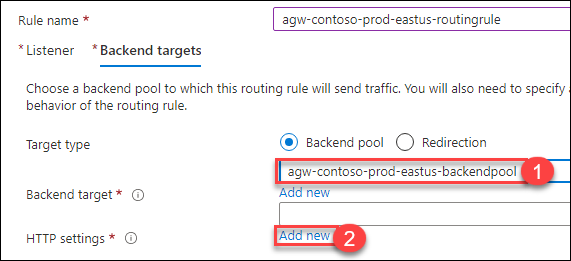 Rule name *
agw-contoso-prod-eastus-routingrule
* Listener * Backend targets
Choose a backend pool to which this routing rule will send traffic. You will also need to specify a
behavior of the routing rule.
Target type
Backend pool Redirection
agw-contoso-prod-eastus-backendpool 1
Backend target * Add new
HTTP settings * Add new 2